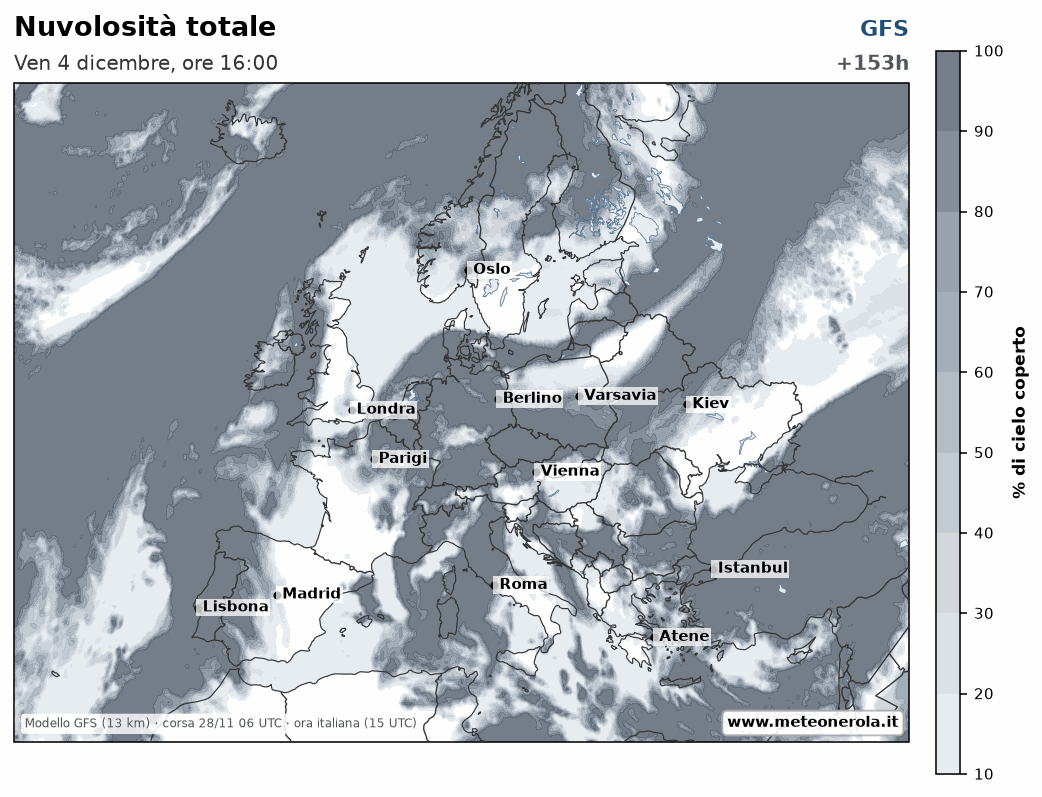 Nuvolosità totale
GFS
Ven 4 dicembre, ore 16:00
+153h
100
90
80
70
60
50
40
30
20
10
% di cielo coperto
Oslo
Berlino
Varsavia
Kiev
Londra
Parigi
Vienna
Istanbul
Roma
Madrid
Lisbona
Atene
Modello GFS (13 km) · corsa 28/11 06 UTC · ora italiana (15 UTC)
www.meteonerola.it